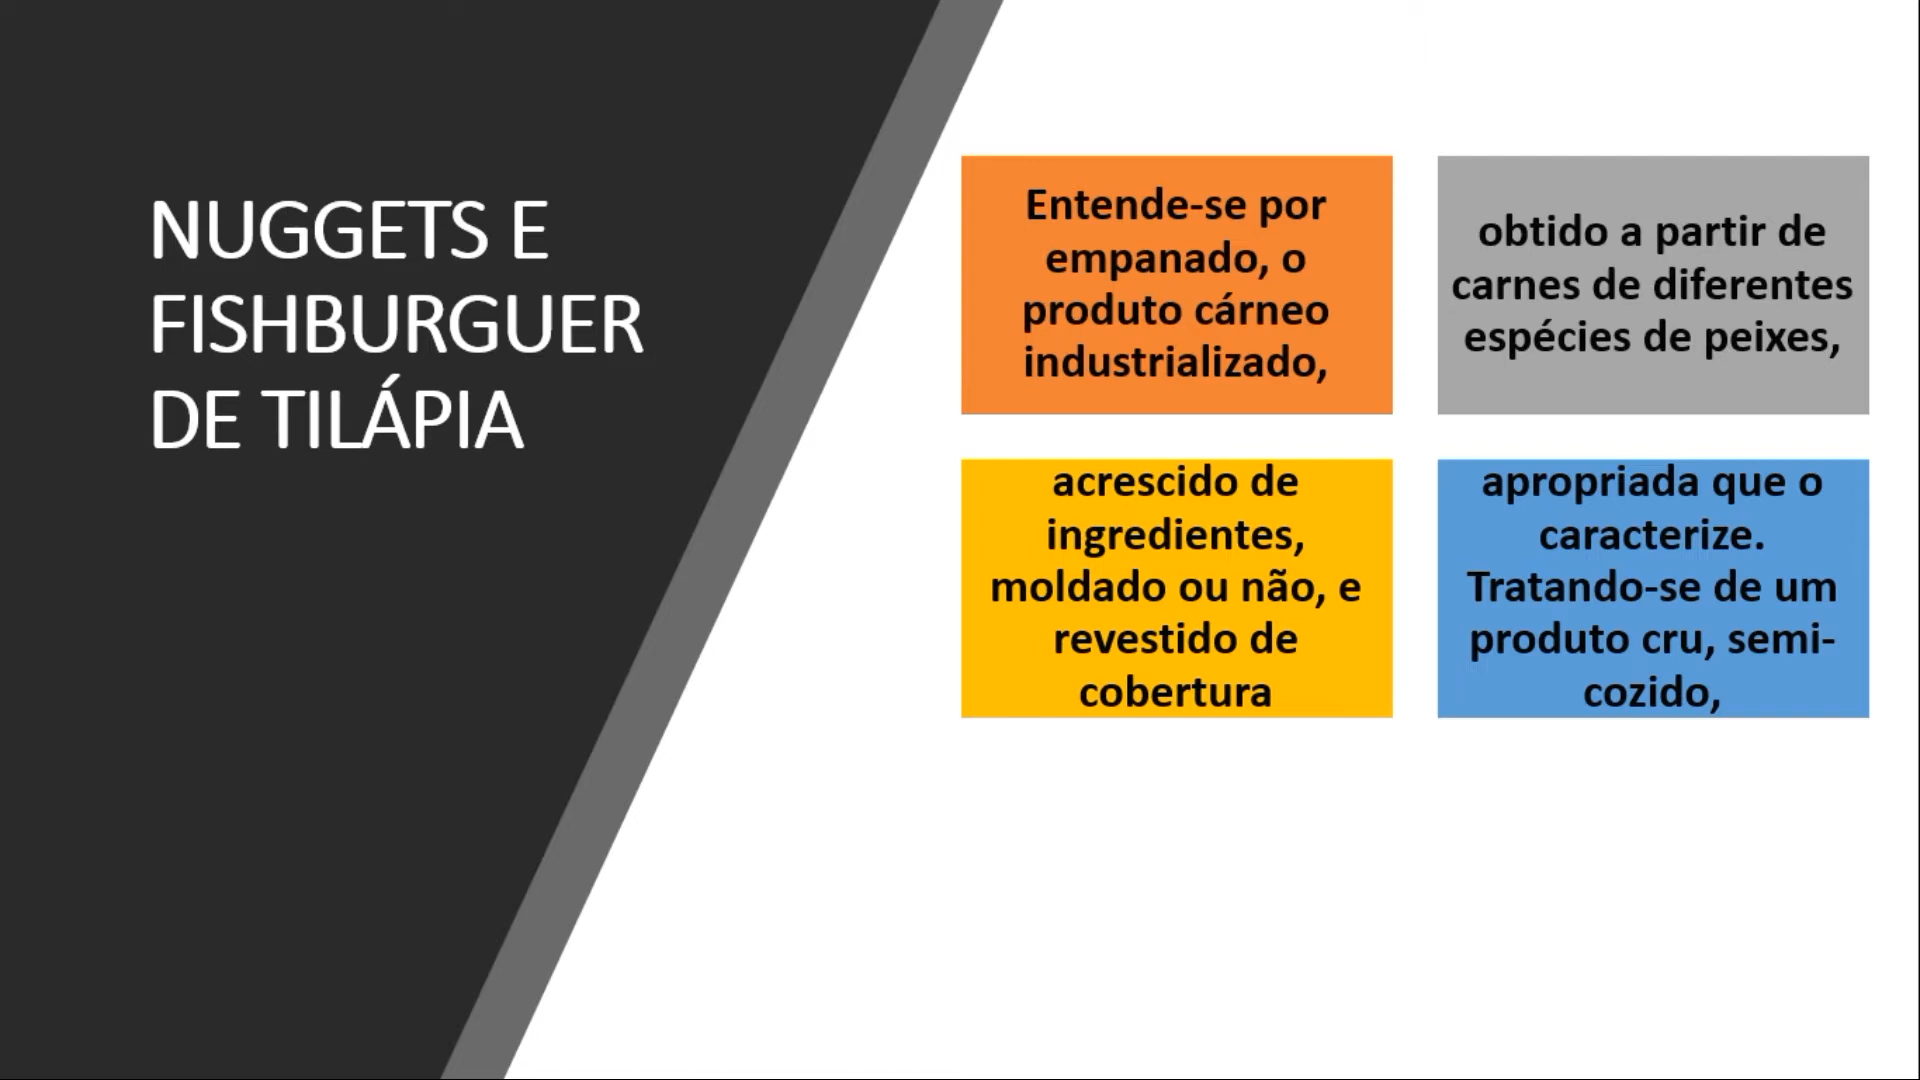 NUGGETS E
FISHBURGUER
DE TILÁPIA
Entende-se por
empanado, o
produto cárneo
industrializado,
obtido a partir de
carnes de diferentes
espécies de peixes,
acrescido de
ingredientes,
moldado ou não, e
revestido de
cobertura
apropriada que o
caracterize.
Tratando-se de um
produto cru, semi-
cozido,